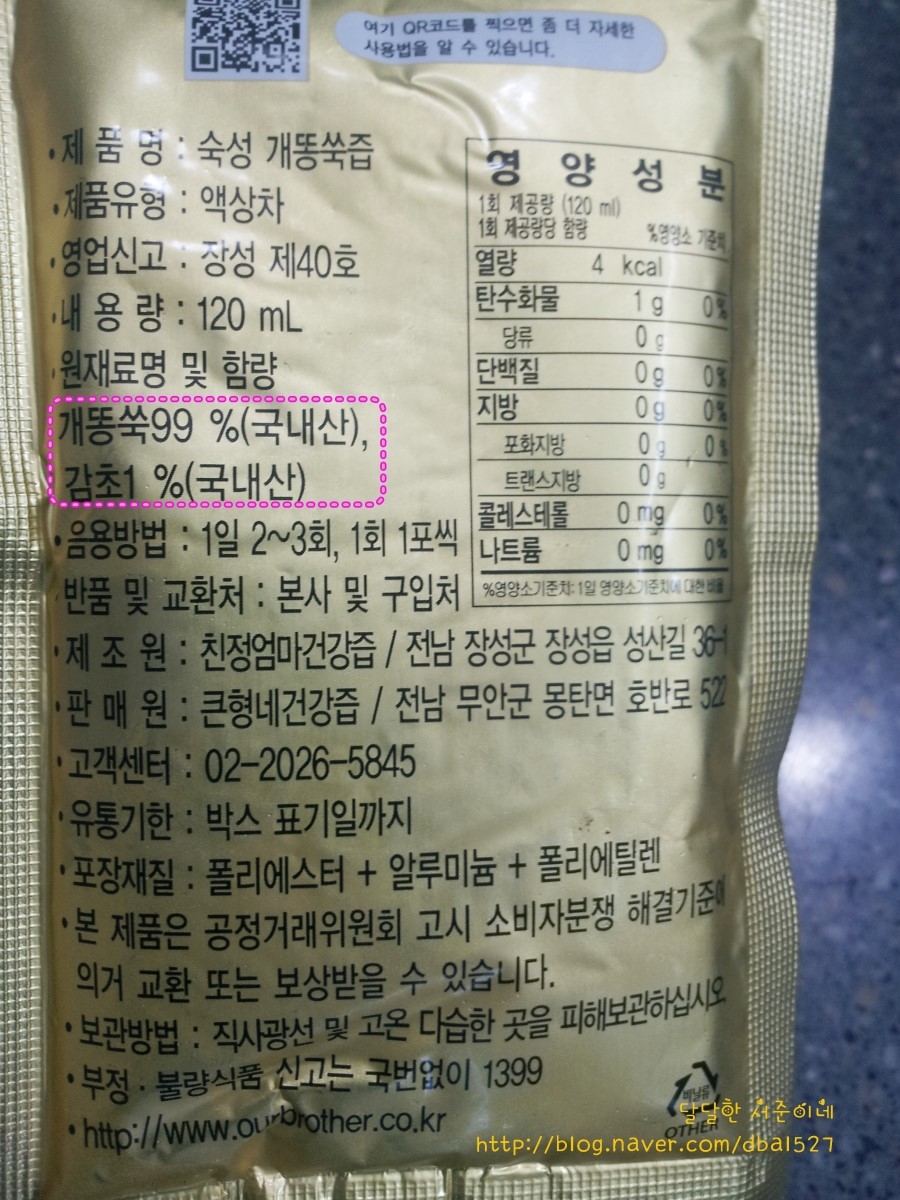 여기 QR코드를 찍으면 좀 더 자세한
사용법을 알 수 있습니다.
·제 품 명 : 숙성 개똥쑥즙
·제품유형 : 액상차
·영업신고 : 장성 제40호
·내 용 량 : 120 mL
·원재료명 및 함량
개똥쑥99 %(국내산),
감초1 %(국내산)
·음용방법 : 1일 2~3회, 1회 1포씩
·반품 및 교환처 : 본사 및 구입처
·제 조 원 : 친정엄마건강즙 / 전남 장성군 장성읍 성산길 36-1
·판 매 원 : 큰형네건강즙 / 전남 무안군 몽탄면 호반로 522
·고객센터 : 02-2026-5845
·유통기한 : 박스 표기일까지
·포장재질 : 폴리에스터 + 알루미늄 + 폴리에틸렌
·본 제품은 공정거래위원회 고시 소비자분쟁 해결기준에
의거 교환 또는 보상받을 수 있습니다.
·보관방법 : 직사광선 및 고온 다습한 곳을 피해보관하십시오
·부정·불량식품 신고는 국번없이 1399
·http://www.ourbrother.co.kr
영 양 성 분
1회 제공량 (120 ml)
1회 제공량당 함량 %영양소 기준치
열량 4 kcal
탄수화물 1 g 0%
당류 0 g
단백질 0 g 0%
지방 0 g 0%
포화지방 0 g 0%
트랜스지방 0 g
콜레스테롤 0 mg 0%
나트륨 0 mg 0%
%영양소기준치: 1일 영양소기준치에 대한 비율
비닐류
OTHER
달달한 서준이네
http://blog.naver.com/dba1527